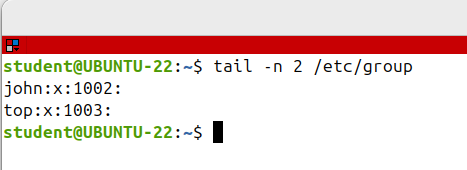 student@UBUNTU-22:~$ tail -n 2 /etc/group
john:x:1002:
top:x:1003:
student@UBUNTU-22:~$